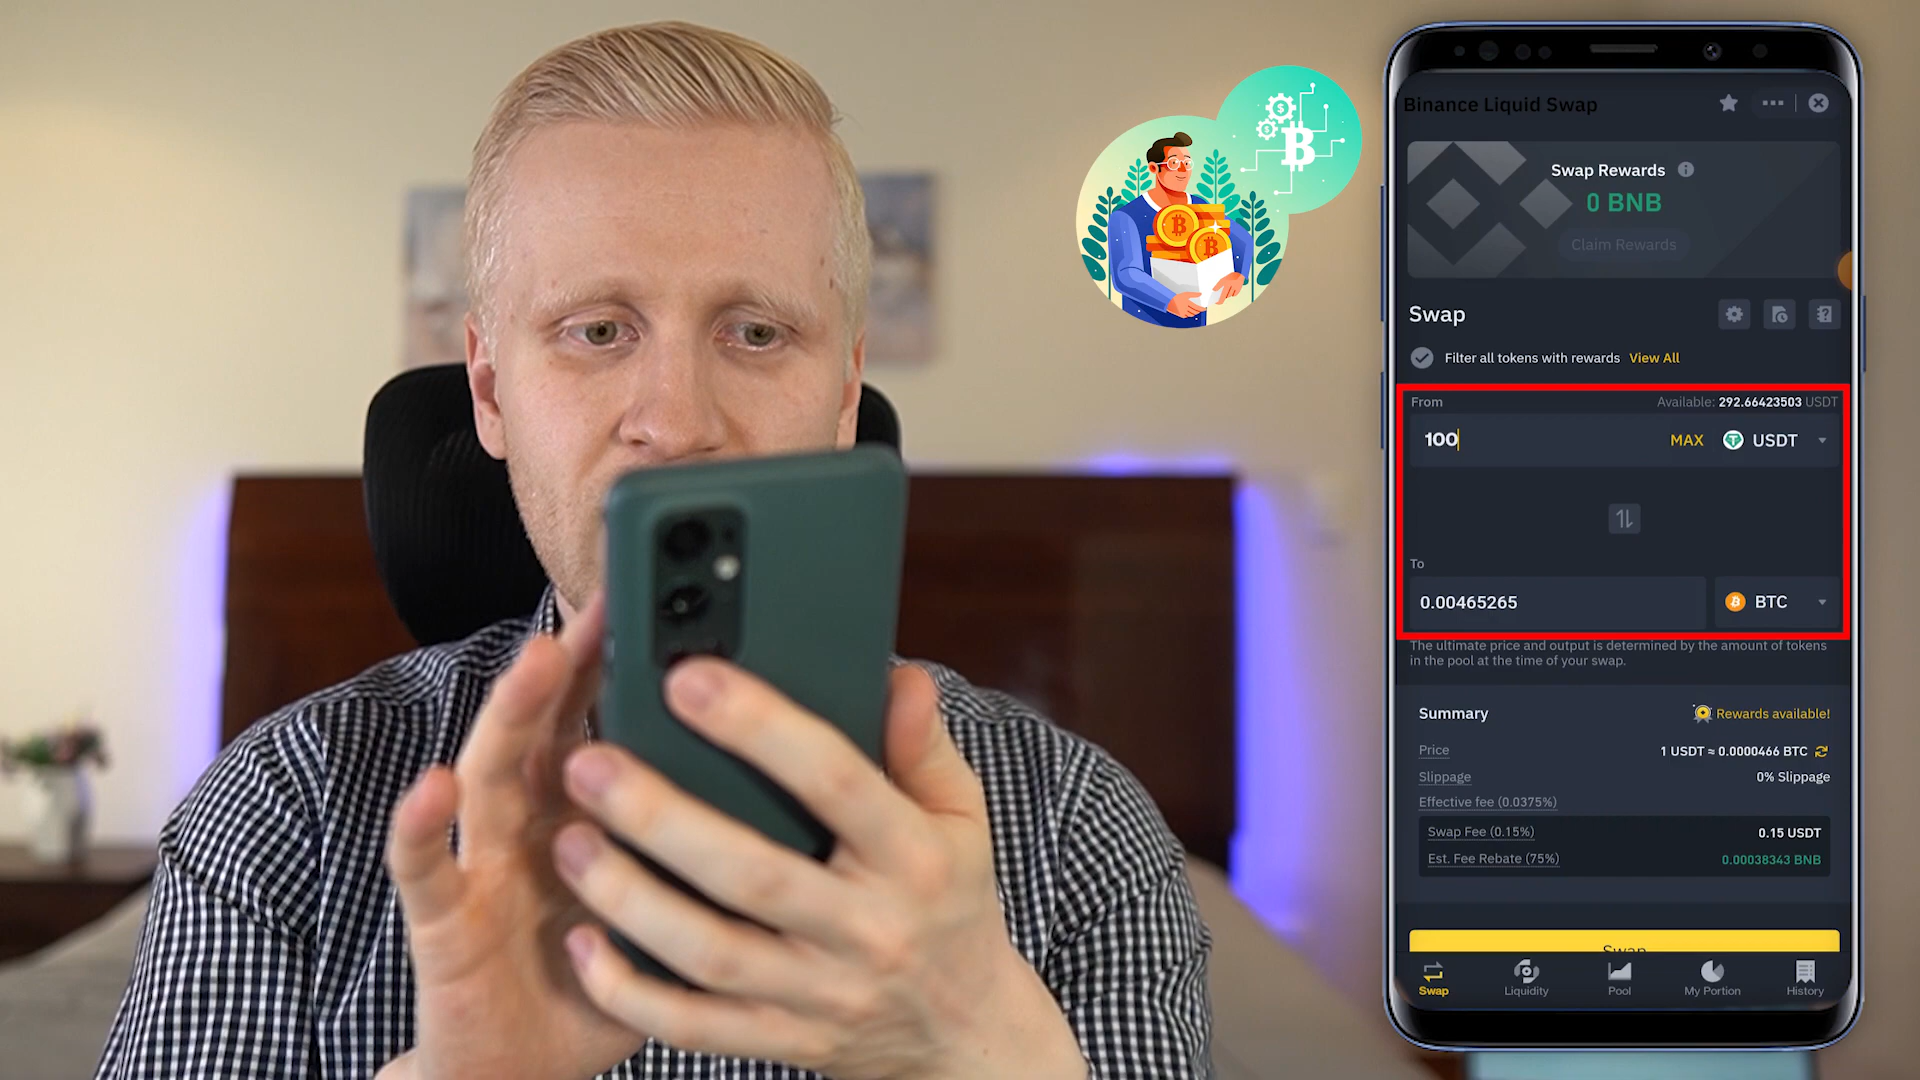 Binance Liquid Swap
Swap Rewards
0 BNB
Claim Rewards
Swap
Filter all tokens with rewards View All
From Available: 292.66423503 USDT
100 MAX USDT
To
0.00465265 BTC
The ultimate price and output is determined by the amount of tokens
in the pool at the time of your swap.
Summary Rewards available!
Price 1 USDT ≈ 0.0000466 BTC
Slippage 0% Slippage
Effective fee (0.0375%)
Swap Fee (0.15%) 0.15 USDT
Est. Fee Rebate (75%) 0.00038343 BNB
Swap
Swap Liquidity Pool My Portion History